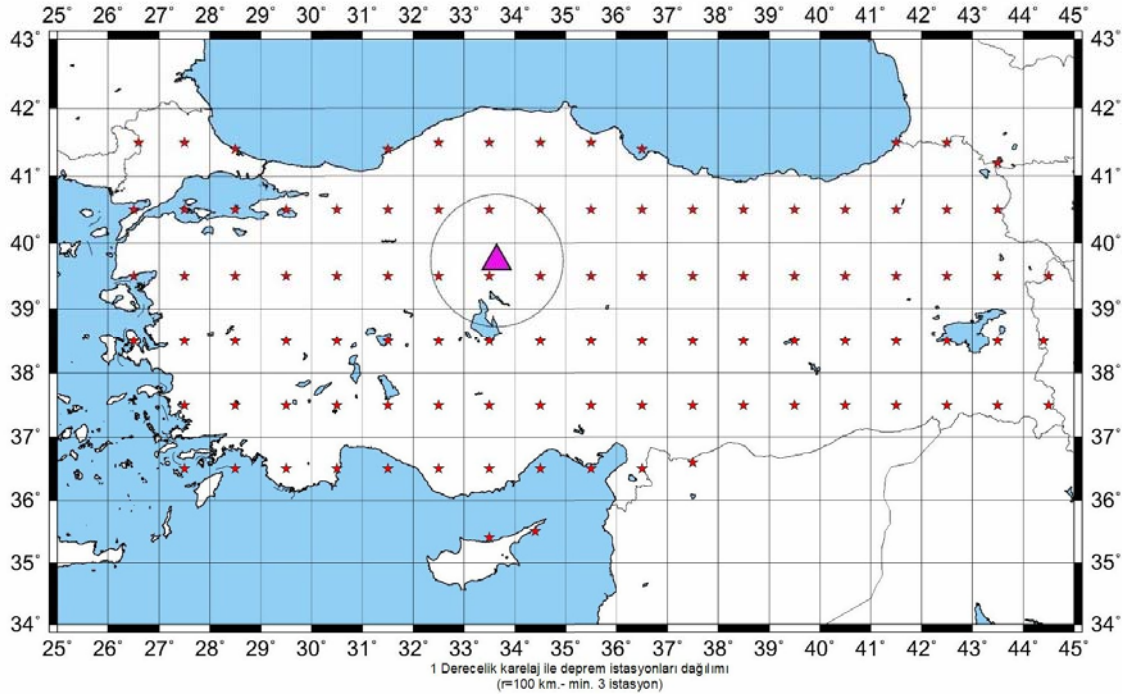 25° 26° 27° 28° 29° 30° 31° 32° 33° 34° 35° 36° 37° 38° 39° 40° 41° 42° 43° 44° 45°
43° 43°
42° 42°
41° 41°
40° 40°
39° 39°
38° 38°
37° 37°
36° 36°
35° 35°
34° 34°
25° 26° 27° 28° 29° 30° 31° 32° 33° 34° 35° 36° 37° 38° 39° 40° 41° 42° 43° 44° 45°
1 Derecelik karelaj ile deprem istasyonları dağılımı
(r=100 km.- min. 3 istasyon)